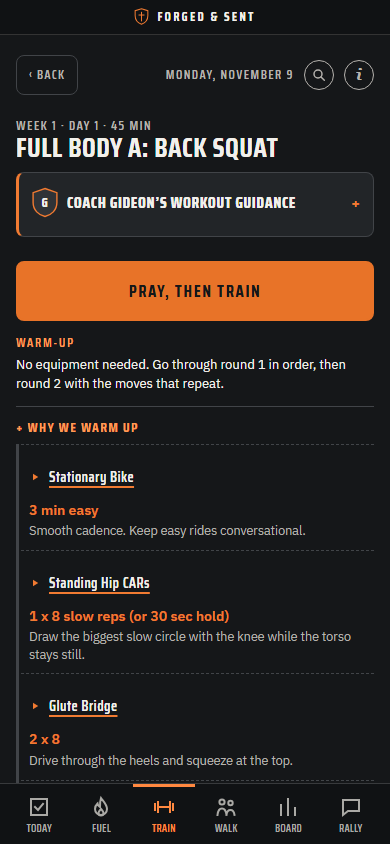 FORGED & SENT
‹ BACK
MONDAY, NOVEMBER 9
i
WEEK 1 · DAY 1 · 45 MIN
FULL BODY A: BACK SQUAT
G
COACH GIDEON'S WORKOUT GUIDANCE
+
PRAY, THEN TRAIN
WARM-UP
No equipment needed. Go through round 1 in order, then
round 2 with the moves that repeat.
+ WHY WE WARM UP
Stationary Bike
3 min easy
Smooth cadence. Keep easy rides conversational.
Standing Hip CARs
1 x 8 slow reps (or 30 sec hold)
Draw the biggest slow circle with the knee while the torso
stays still.
Glute Bridge
2 x 8
Drive through the heels and squeeze at the top.
TODAY
FUEL
TRAIN
WALK
BOARD
RALLY